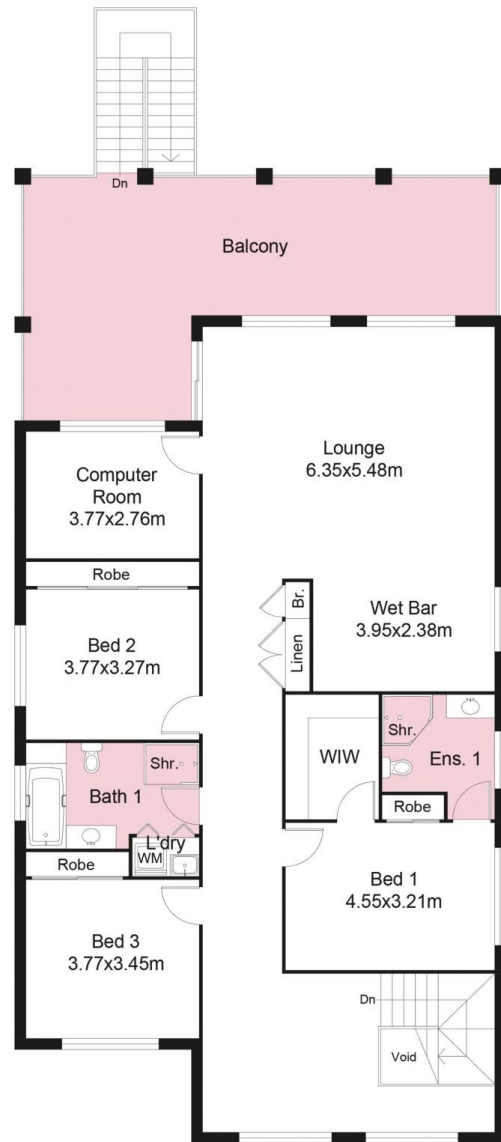 Dn
Balcony
Lounge
6.35x5.48m
Computer
Room
3.77x2.76m
Robe
Br.
Linen
Wet Bar
3.95x2.38m
Bed 2
3.77x3.27m
Shr.
Bath 1
L'dry
WM
WIW
Shr.
Ens. 1
Robe
Robe
Bed 1
4.55x3.21m
Bed 3
3.77x3.45m
Dn
Void